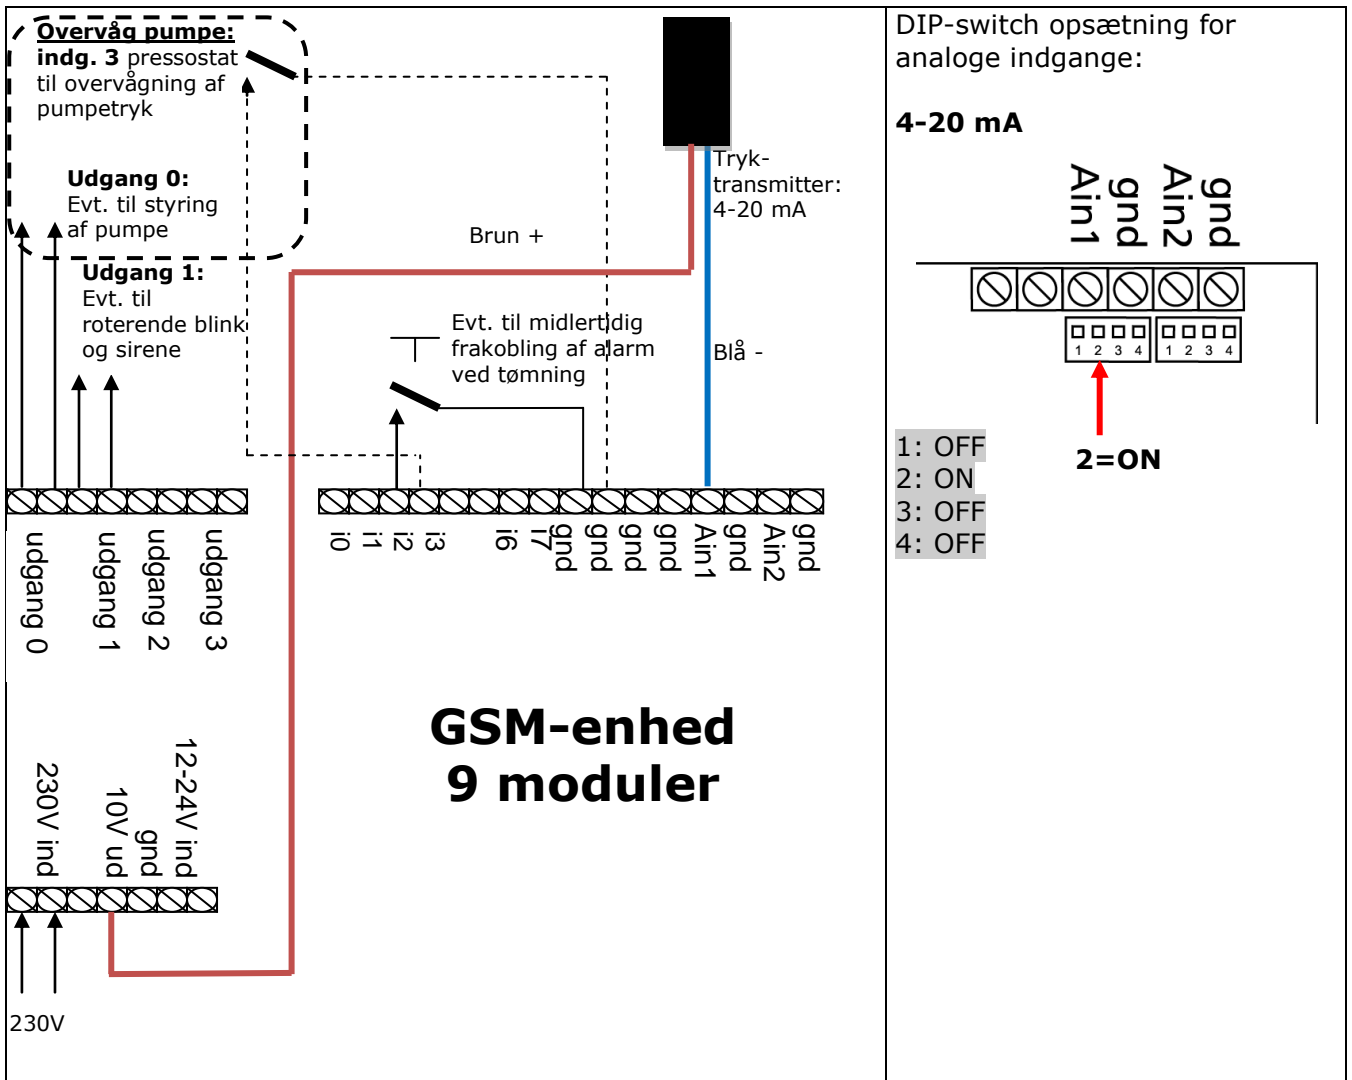 Overvåg pumpe:
indg. 3 pressostat
til overvågning af
pumpetryk
Udgang 0:
Evt. til styring
af pumpe
Udgang 1:
Evt. til
roterende blink
og sirene
Brun +
Tryk-
transmitter:
4-20 mA
Evt. til midlertidig
frakobling af alarm
ved tømning
Blå -
udgang 0
udgang 1
udgang 2
udgang 3
i0
i1
i2
i3
i6
i7
gnd
gnd
gnd
gnd
Ain1
gnd
Ain2
gnd
GSM-enhed
9 moduler
230V ind
10V ud
gnd
12-24V ind
230V
DIP-switch opsætning for
analoge indgange:
4-20 mA
Ain1
gnd
Ain2
gnd
1 2 3 4
1 2 3 4
2=ON
1: OFF
2: ON
3: OFF
4: OFF